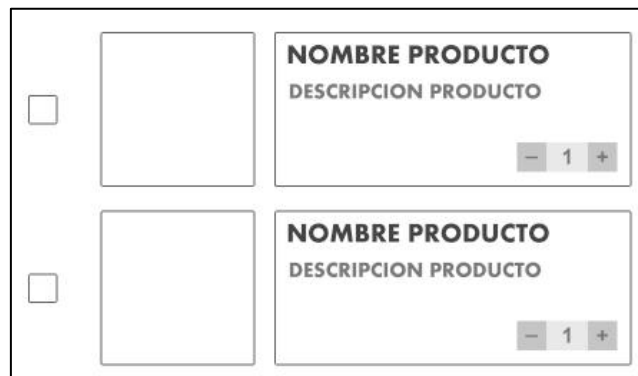 NOMBRE PRODUCTO
DESCRIPCION PRODUCTO
– 1 +
NOMBRE PRODUCTO
DESCRIPCION PRODUCTO
– 1 +